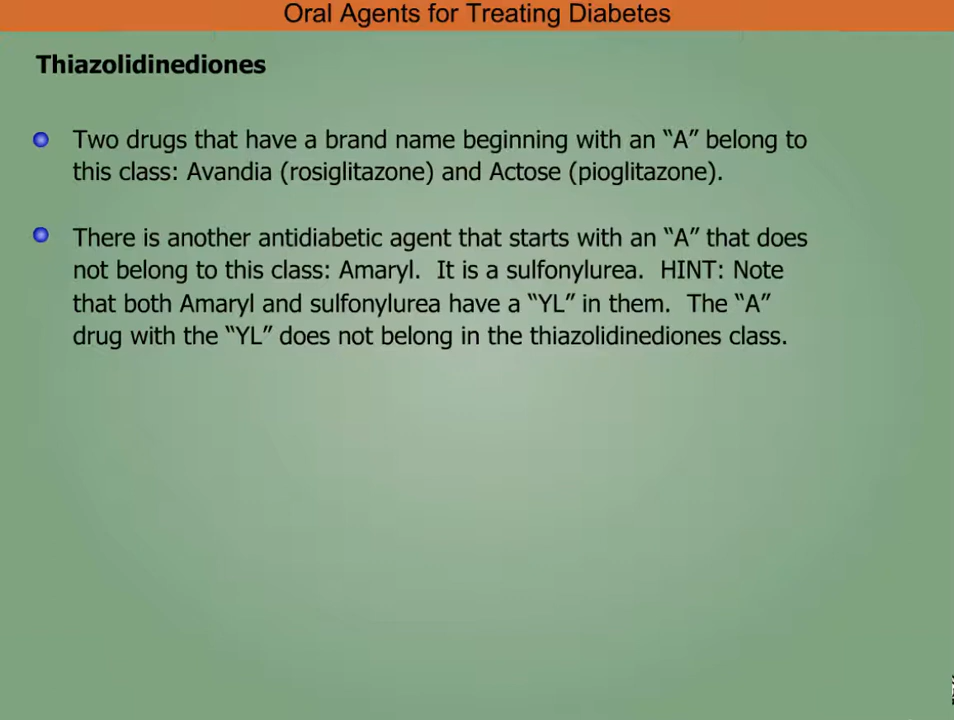 Oral Agents for Treating Diabetes
Thiazolidinediones
Two drugs that have a brand name beginning with an “A” belong to
this class: Avandia (rosiglitazone) and Actose (pioglitazone).
There is another antidiabetic agent that starts with an “A” that does
not belong to this class: Amaryl.  It is a sulfonylurea.  HINT: Note
that both Amaryl and sulfonylurea have a “YL” in them.  The “A”
drug with the “YL” does not belong in the thiazolidinediones class.